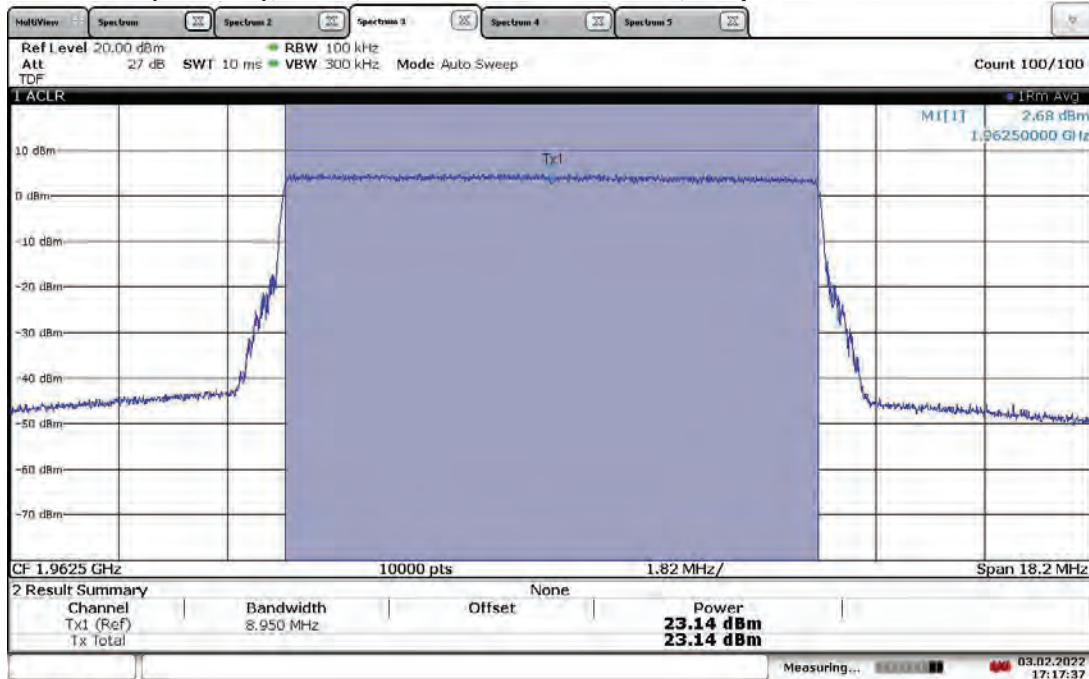 MultiView Spectrum Spectrum 2 Spectrum 3 Spectrum 4 Spectrum 5
Ref Level 20.00 dBm RBW 100 kHz
Att 27 dB SWT 10 ms VBW 300 kHz Mode Auto Sweep Count 100/100
TDF
1 ACLR 1Rm Avg
M1[1] 2.68 dBm
1.96250000 GHz
10 dBm
Tx1
0 dBm
-10 dBm
-20 dBm
-30 dBm
-40 dBm
-50 dBm
-60 dBm
-70 dBm
CF 1.9625 GHz 10000 pts 1.82 MHz/ Span 18.2 MHz
2 Result Summary None
Channel Bandwidth Offset Power
Tx1 (Ref) 8.950 MHz 23.14 dBm
Tx Total 23.14 dBm
Measuring... 03.02.2022
17:17:37